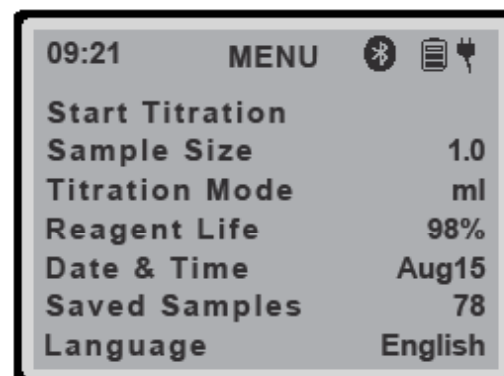 09:21 MENU
Start Titration
Sample Size 1.0
Titration Mode ml
Reagent Life 98%
Date & Time Aug15
Saved Samples 78
Language English